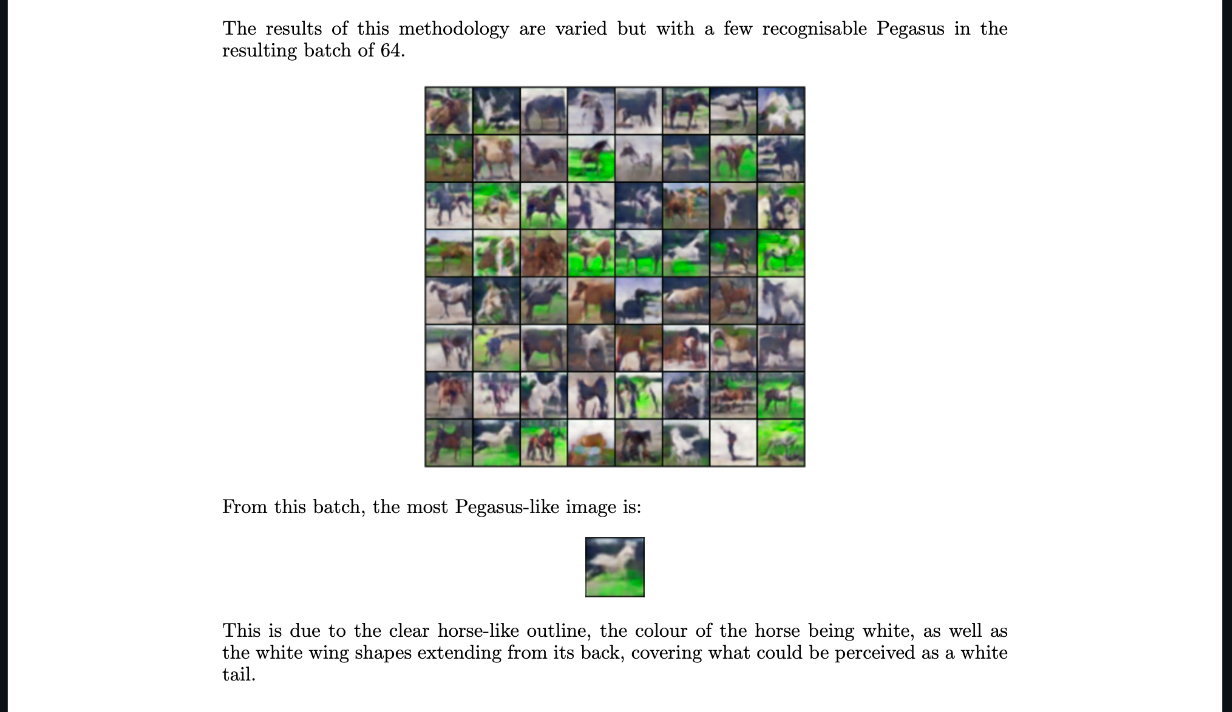 The results of this methodology are varied but with a few recognisable Pegasus in the
resulting batch of 64.
From this batch, the most Pegasus-like image is:
This is due to the clear horse-like outline, the colour of the horse being white, as well as
the white wing shapes extending from its back, covering what could be perceived as a white
tail.